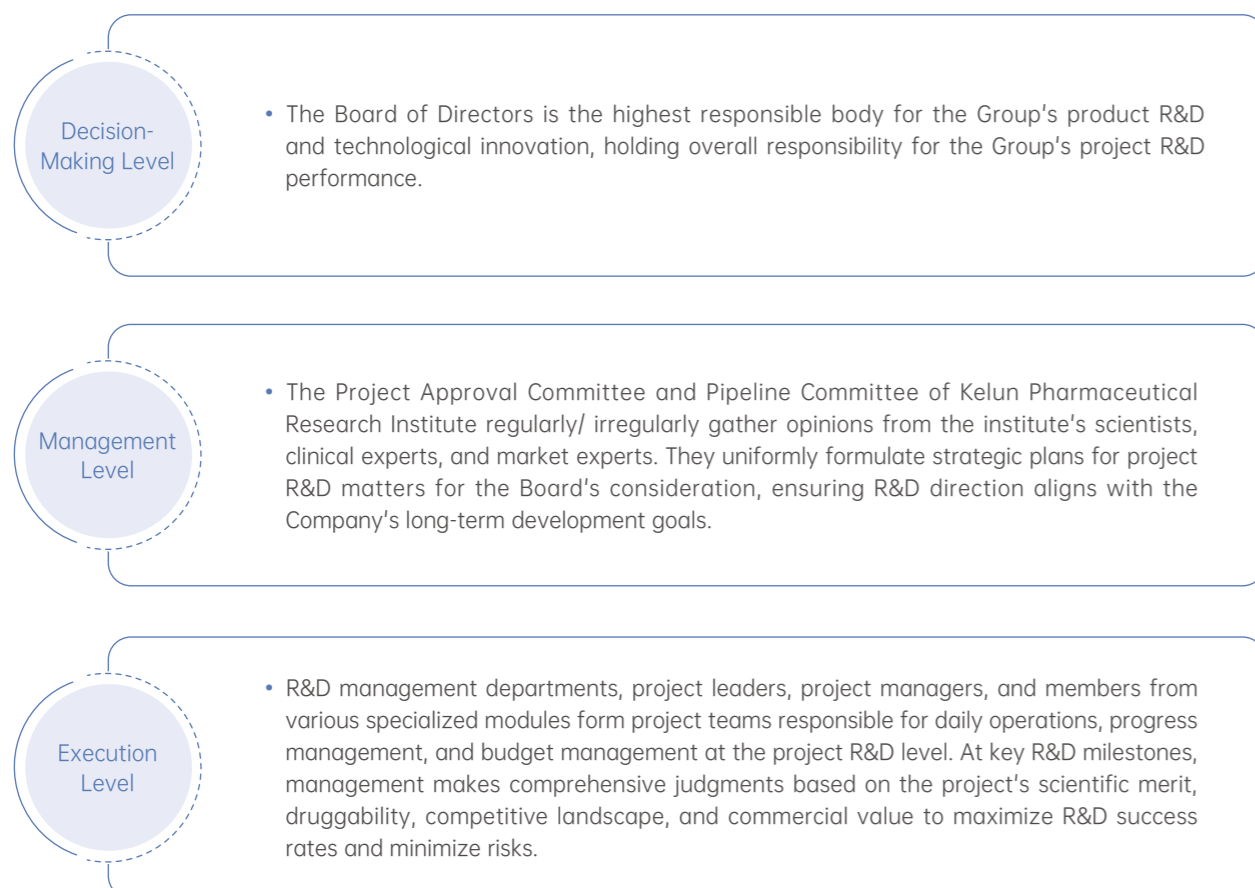 Decision-
Making Level
• The Board of Directors is the highest responsible body for the Group's product R&D
and technological innovation, holding overall responsibility for the Group's project R&D
performance.
Management
Level
• The Project Approval Committee and Pipeline Committee of Kelun Pharmaceutical
Research Institute regularly/ irregularly gather opinions from the institute's scientists,
clinical experts, and market experts. They uniformly formulate strategic plans for project
R&D matters for the Board's consideration, ensuring R&D direction aligns with the
Company's long-term development goals.
Execution
Level
• R&D management departments, project leaders, project managers, and members from
various specialized modules form project teams responsible for daily operations, progress
management, and budget management at the project R&D level. At key R&D milestones,
management makes comprehensive judgments based on the project's scientific merit,
druggability, competitive landscape, and commercial value to maximize R&D success
rates and minimize risks.